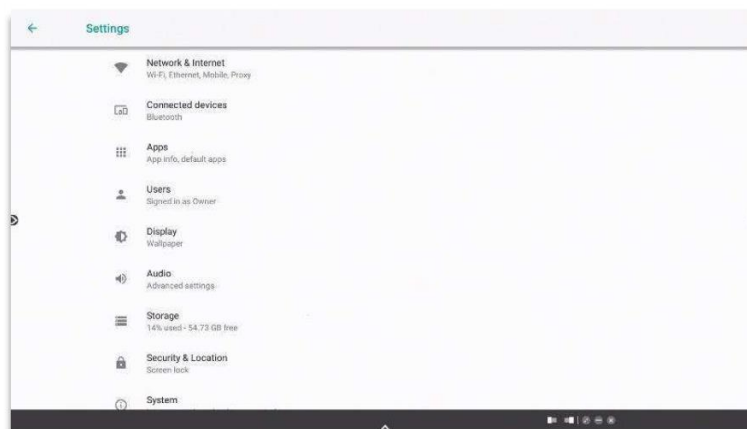 Settings
Network & Internet
Wi-Fi, Ethernet, Mobile, Proxy
Connected devices
Bluetooth
Apps
App info, default apps
Users
Signed in as Owner
Display
Wallpaper
Audio
Advanced settings
Storage
14% used - 54.73 GB free
Security & Location
Screen lock
System